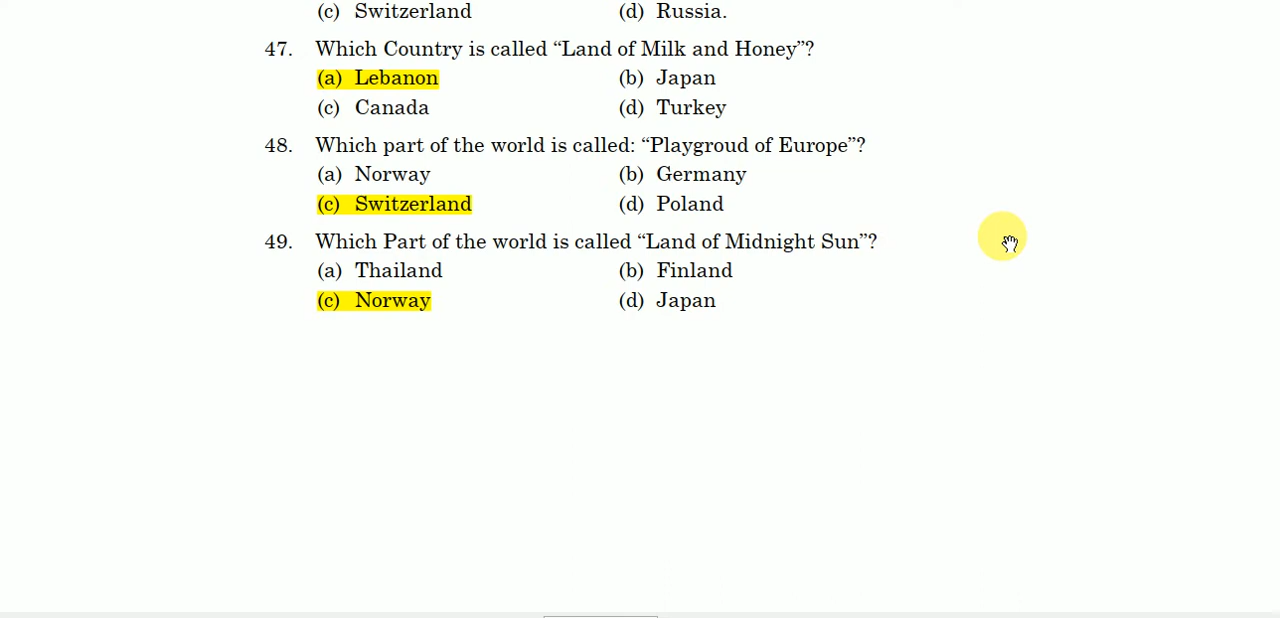 (c) Switzerland (d) Russia.
47. Which Country is called “Land of Milk and Honey”?
(a) Lebanon (b) Japan
(c) Canada (d) Turkey
48. Which part of the world is called: “Playgroud of Europe”?
(a) Norway (b) Germany
(c) Switzerland (d) Poland
49. Which Part of the world is called “Land of Midnight Sun”?
(a) Thailand (b) Finland
(c) Norway (d) Japan